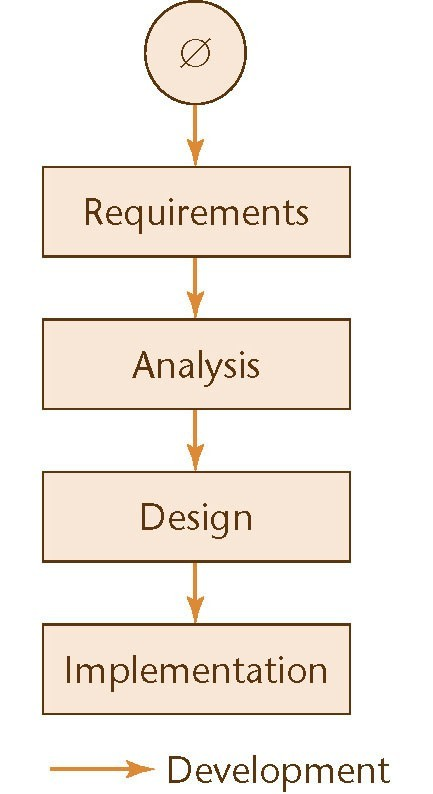 ∅
Requirements
Analysis
Design
Implementation
Development